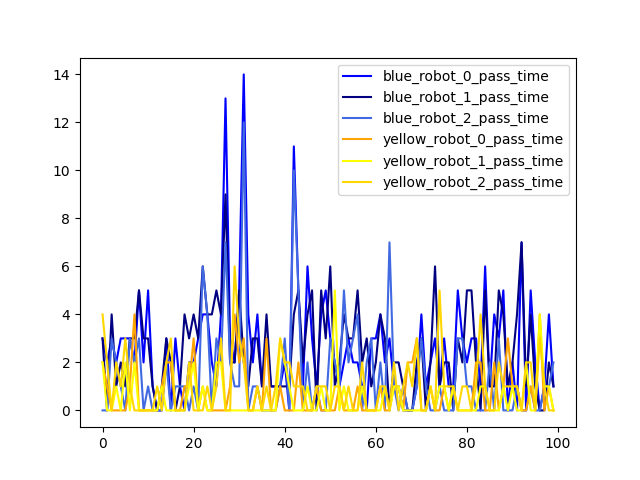 14
12
10
8
6
4
2
0
0
20
40
60
80
100
blue_robot_0_pass_time
blue_robot_1_pass_time
blue_robot_2_pass_time
yellow_robot_0_pass_time
yellow_robot_1_pass_time
yellow_robot_2_pass_time